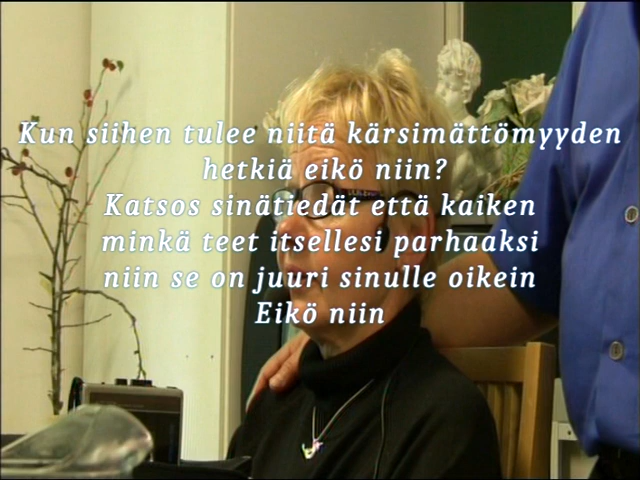 Kun siihen tulee niitä kärsimättömyyden
hetkiä eikö niin?
Katsos sinätiedät että kaiken
minkä teet itsellesi parhaaksi
niin se on juuri sinulle oikein
Eikö niin